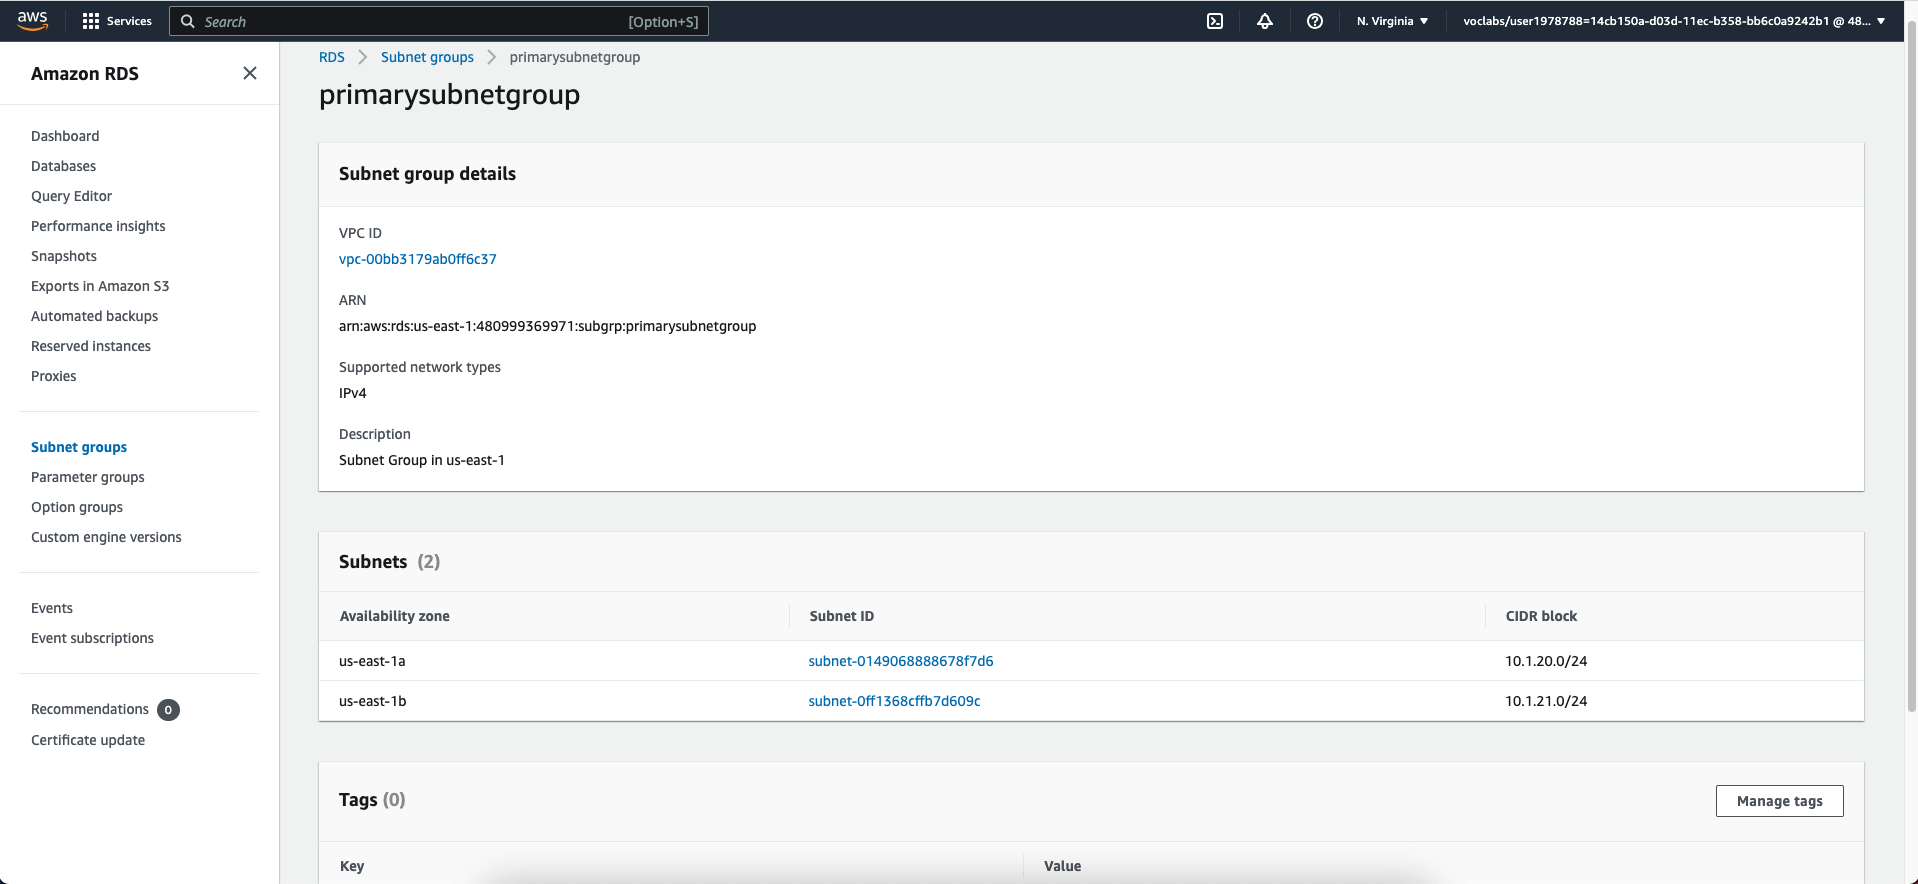 aws Services Search [Option+S] N. Virginia voclabs/user1978788=14cb150a-d03d-11ec-b358-bb6c0a9242b1 @ 48...
Amazon RDS
Dashboard
Databases
Query Editor
Performance insights
Snapshots
Exports in Amazon S3
Automated backups
Reserved instances
Proxies
Subnet groups
Parameter groups
Option groups
Custom engine versions
Events
Event subscriptions
Recommendations 0
Certificate update
RDS Subnet groups primarysubnetgroup
primarysubnetgroup
Subnet group details
VPC ID
vpc-00bb3179ab0ff6c37
ARN
arn:aws:rds:us-east-1:480999369971:subgrp:primarysubnetgroup
Supported network types
IPv4
Description
Subnet Group in us-east-1
Subnets (2)
Availability zone Subnet ID CIDR block
us-east-1a subnet-0149068888678f7d6 10.1.20.0/24
us-east-1b subnet-0ff1368cffb7d609c 10.1.21.0/24
Tags (0) Manage tags
Key Value